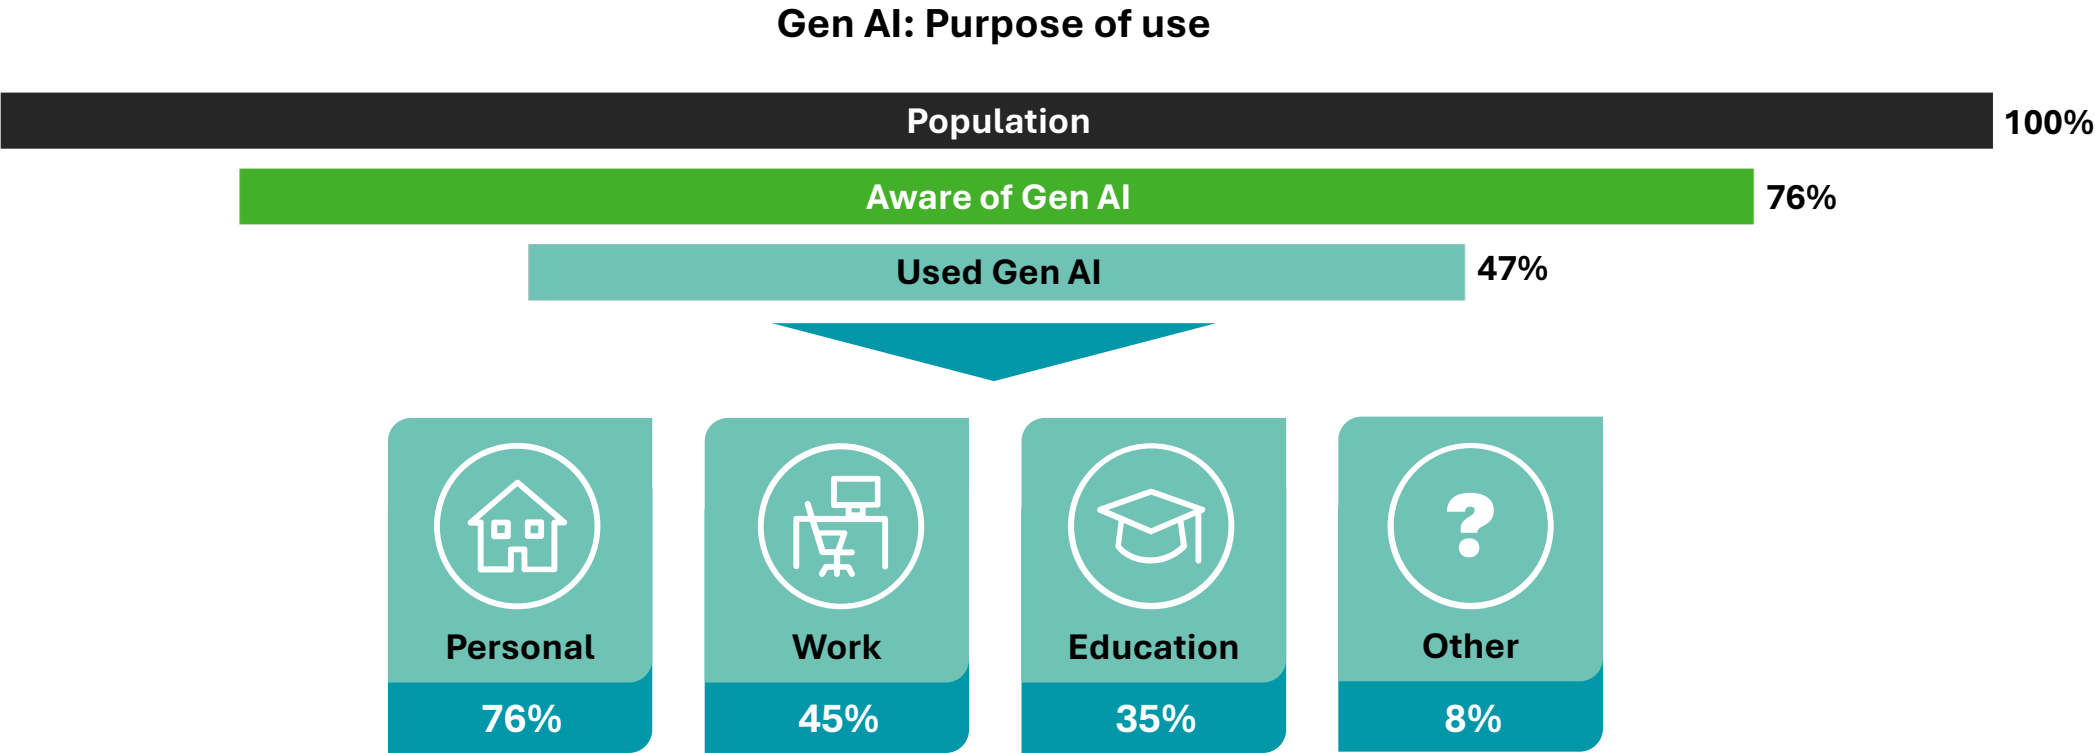 Gen AI: Purpose of use
Population 100%
Aware of Gen AI 76%
Used Gen AI 47%
Personal Work Education Other
76% 45% 35% 8%